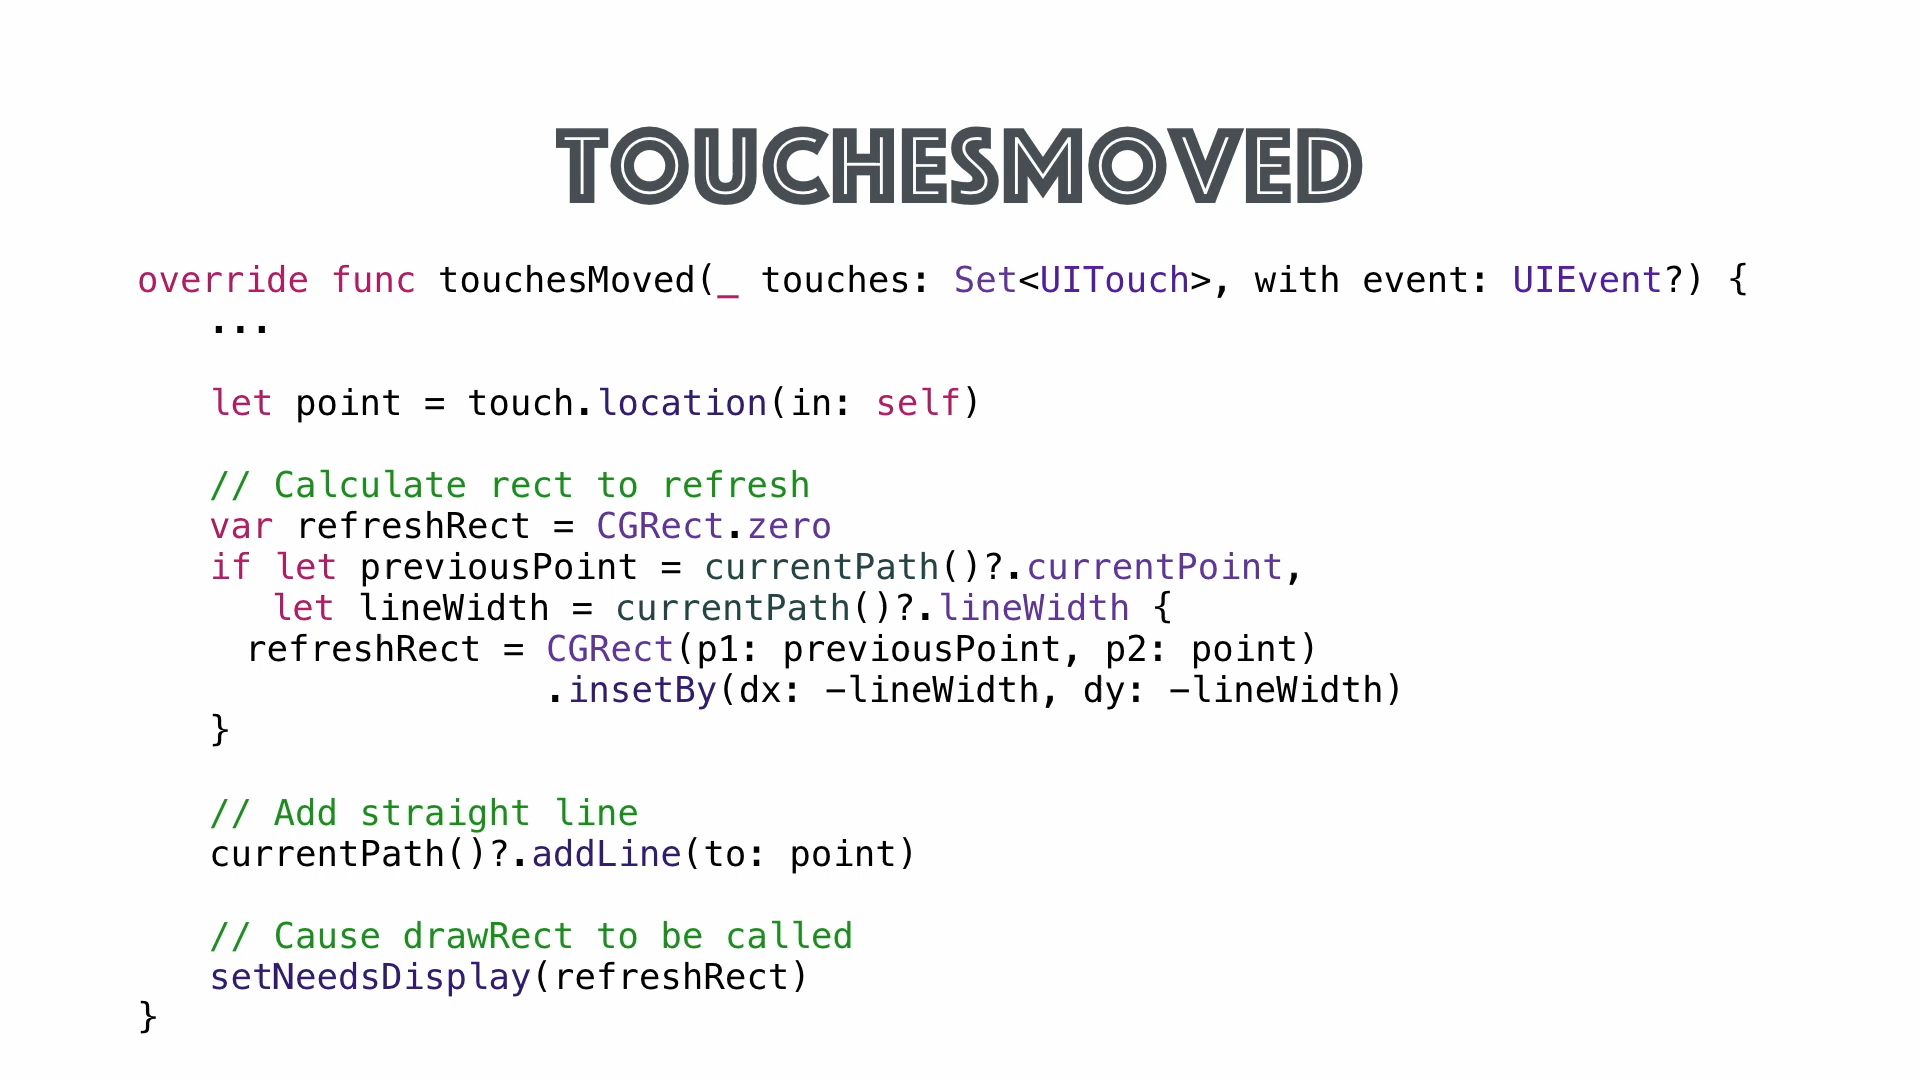 TOUCHESMOVED
override func touchesMoved(_ touches: Set<UITouch>, with event: UIEvent?) {
...
let point = touch.location(in: self)
// Calculate rect to refresh
var refreshRect = CGRect.zero
if let previousPoint = currentPath()?.currentPoint,
let lineWidth = currentPath()?.lineWidth {
refreshRect = CGRect(p1: previousPoint, p2: point)
.insetBy(dx: -lineWidth, dy: -lineWidth)
}
// Add straight line
currentPath()?.addLine(to: point)
// Cause drawRect to be called
setNeedsDisplay(refreshRect)
}